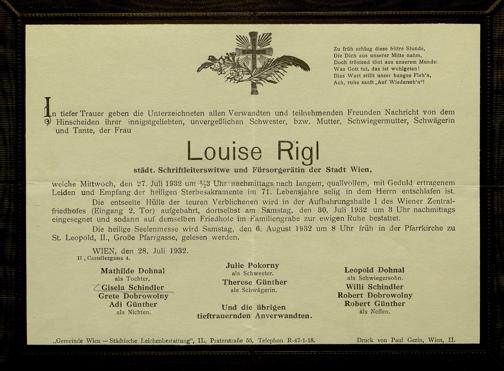 Zu früh schlug diese bittre Stunde,
Die Dich aus unserer Mitte nahm,
Doch tröstend tönt aus unserem Munde:
Was Gott tut, das ist wohlgetan!
Dies Wort stillt unser banges Fleh'n,
Ach, ruhe sanft „Auf Wiederseh'n"!
In tiefer Trauer geben die Unterzeichneten allen Verwandten und teilnehmenden Freunden Nachricht von dem
Hinscheiden ihrer innigstgeliebten, unvergeßlichen Schwester, bzw. Mutter, Schwiegermutter, Schwägerin
und Tante, der Frau
Louise Rigl
städt. Schriftleiterswitwe und Fürsorgerätin der Stadt Wien,
welche Mittwoch, den 27. Juli 1932 um Uhr nachmittags nach langem, qualvollem, mit Geduld ertragenem
Leiden und Empfang der heiligen Sterbesakramente im 71. Lebensjahre selig in dem Herrn entschlafen ist.
Die entseelte Hülle der teuren Verblichenen wird in der Aufbahrungshalle I des Wiener Zentral-
friedhofes (Eingang 2. Tor) aufgebahrt, dortselbst am Samstag, den 30. Juli 1932 um 3 Uhr nachmittags
eingesegnet und sodann auf demselben Friedhofe im Familiengrabe zur ewigen Ruhe bestattet.
Die heilige Seelenmesse wird Samstag, den 6. August 1932 um 8 Uhr früh in der Pfarrkirche zu
St. Leopold, II., Große Pfarrgasse, gelesen werden.
WIEN, den 28. Juli 1932.
II., Castellezgasse 4.
Mathilde Dohnal
als Tochter.
Gisela Schindler
Grete Dobrowolny
Adi Günther
als Nichten.
Julie Pokorny
als Schwester.
Therese Günther
als Schwägerin.
Und die übrigen
tieftrauernden Anverwandten.
Leopold Dohnal
als Schwiegersohn.
Willi Schindler
Robert Dobrowolny
Robert Günther
als Neffen.
„Gemeinde Wien — Städtische Leichenbestattung", II., Praterstraße 55, Telephon R-47-1-18.
Druck von Paul Gerin, Wien, II.